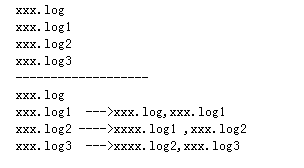 xxx.log
xxx.log1
xxx.log2
xxx.log3
-------------------
xxx.log
xxx.log1  --->xxx.log,xxx.log1
xxx.log2 ---->xxxx.log1 ,xxx.log2
xxx.log3  --->xxx.log2,xxx.log3